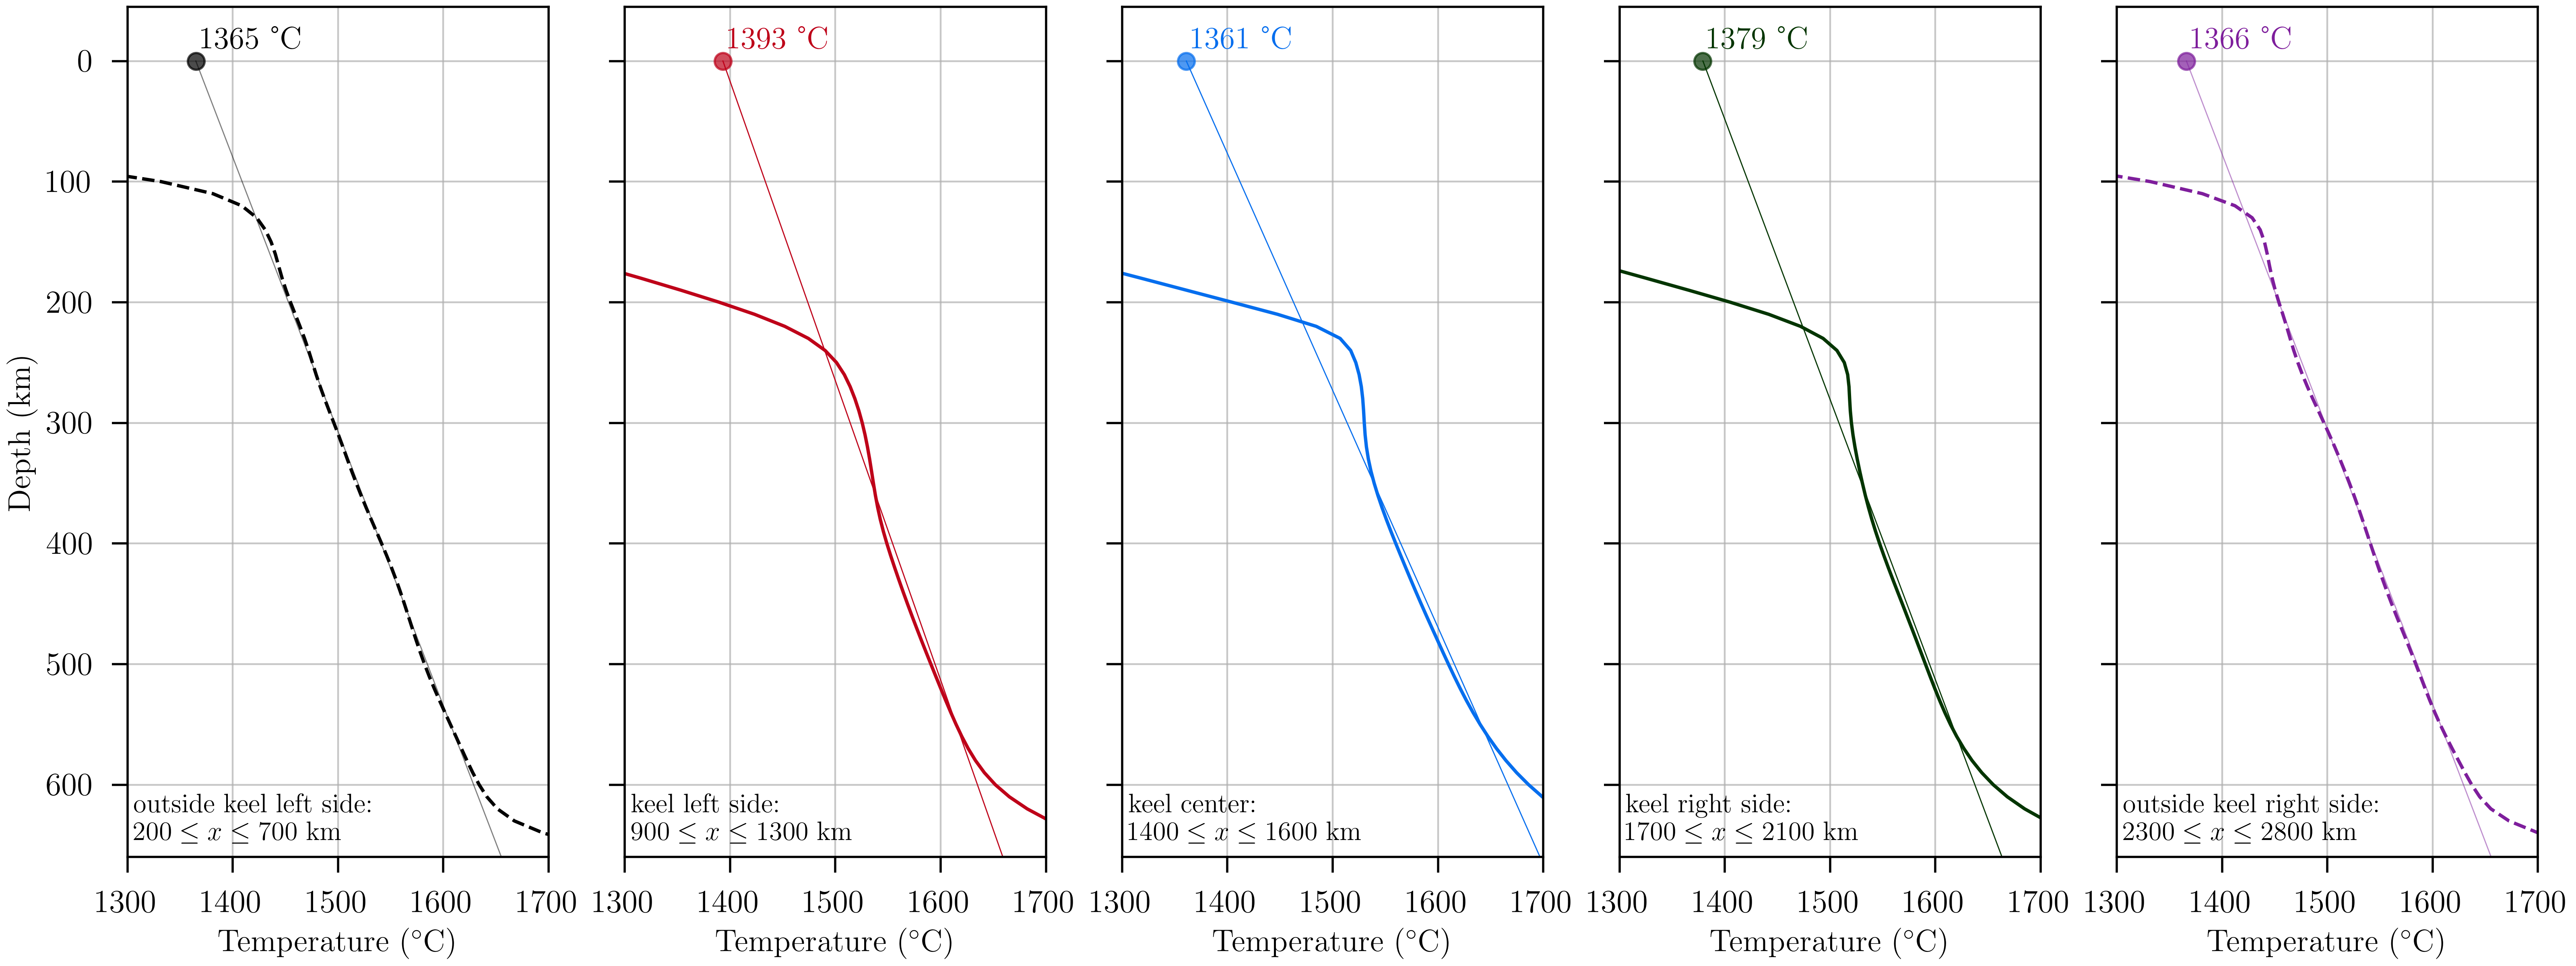 1365 °C
1393 °C
1361 °C
1379 °C
1366 °C
0
100
200
300
400
500
600
Depth (km)
outside keel left side:
200 ≤ x ≤ 700 km
keel left side:
900 ≤ x ≤ 1300 km
keel center:
1400 ≤ x ≤ 1600 km
keel right side:
1700 ≤ x ≤ 2100 km
outside keel right side:
2300 ≤ x ≤ 2800 km
1300 1400 1500 1600 1700
1300 1400 1500 1600 1700
1300 1400 1500 1600 1700
1300 1400 1500 1600 1700
1300 1400 1500 1600 1700
Temperature (°C)
Temperature (°C)
Temperature (°C)
Temperature (°C)
Temperature (°C)